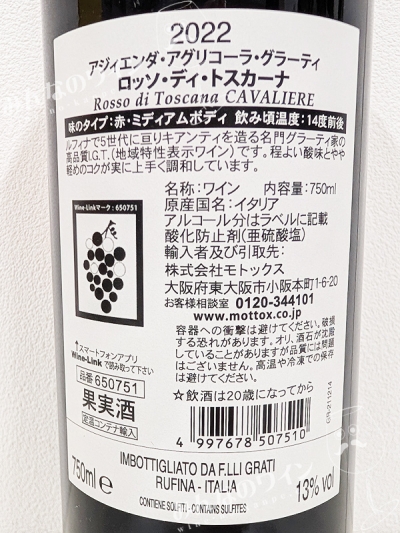 2022
アジィエンダ・アグリコーラ・グラーティ
ロッソ・ディ・トスカーナ
Rosso di Toscana CAVALIERE
味のタイプ：赤・ミディアムボディ 飲み頃温度：14度前後
ルフィナで5世代に亘りキアンティを造る名門グラーティ家の
高品質I.G.T.(地域特性表示ワイン)です。程よい酸味とやや
軽めのコクが実に上手く調和しています。
Wine-Linkマーク：650751
↑スマートフォンアプリ
Wine-Linkで読み取って下さい
品番650751
果実酒
定温コンテナ輸入
名称：ワイン 内容量：750ml
原産国名：イタリア
アルコール分はラベルに記載
酸化防止剤(亜硫酸塩)
輸入者及び引取先：
株式会社モトックス
大阪府東大阪市小阪本町1-6-20
お客様相談室 0120-344101
www.mottox.co.jp
容器への衝撃は避けてください。破損
する恐れがあります。オリ、酒石が沈殿
していることがありますが品質には問題
はございません。高温や冷凍での保存
は避けてください。
☆飲酒は20歳になってから
4 997678 507510
750ml e
IMBOTTIGLIATO DA F.LLI GRATI
RUFINA - ITALIA
13% vol
CONTIENE SOLFITI - CONTAINS SULFITES